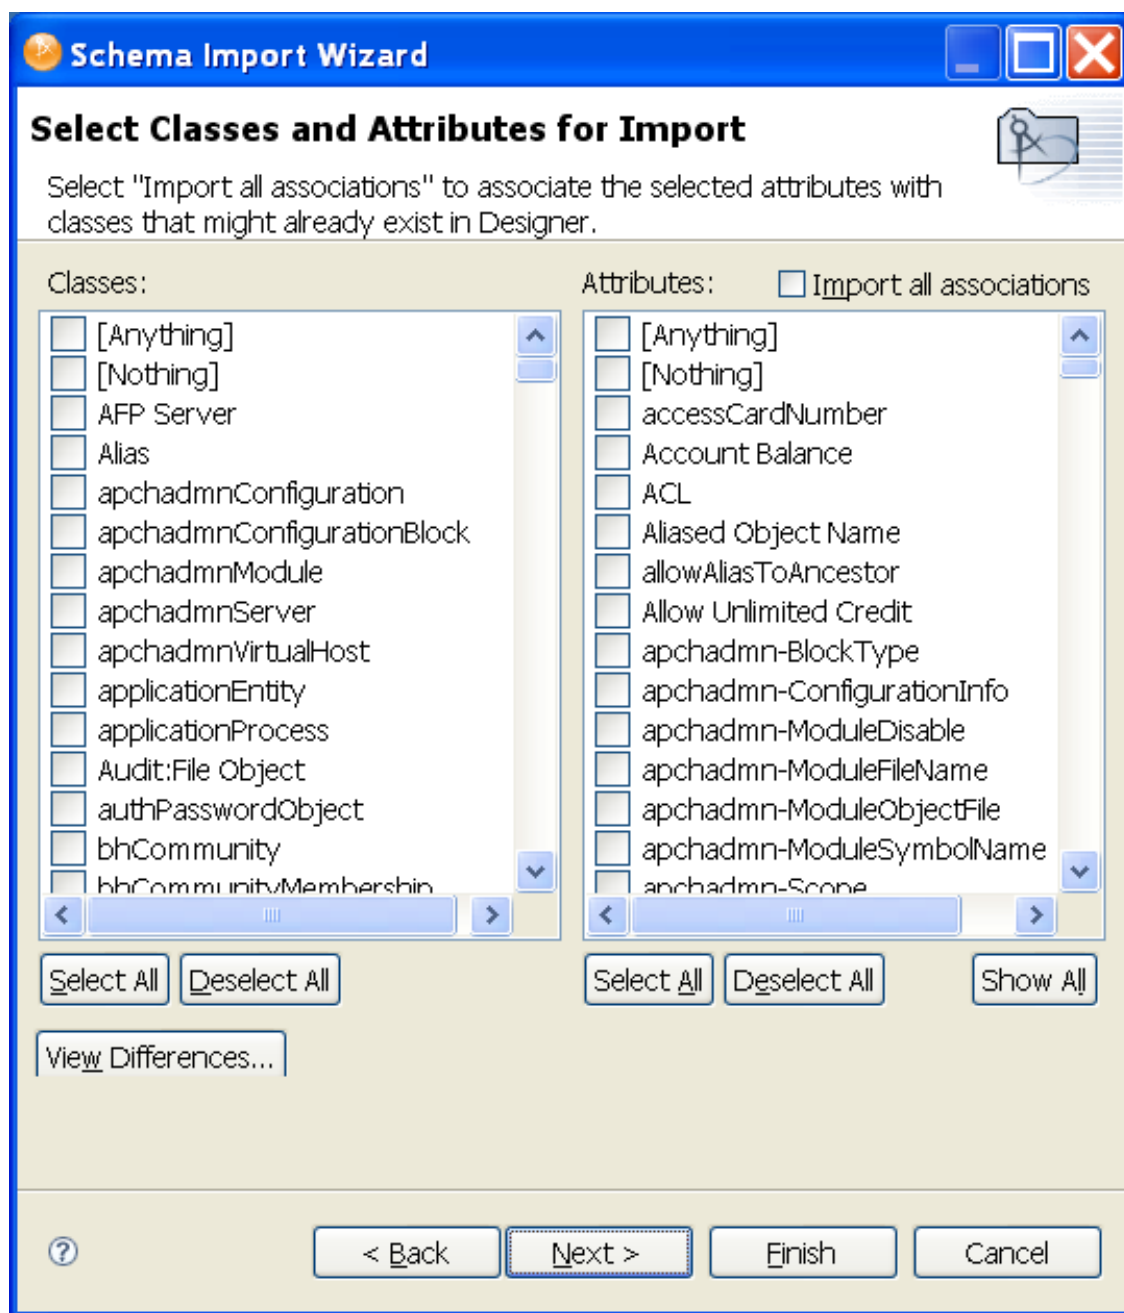 Schema Import Wizard
Select Classes and Attributes for Import
Select "Import all associations" to associate the selected attributes with
classes that might already exist in Designer.
Classes:
[Anything]
[Nothing]
AFP Server
Alias
apchadmnConfiguration
apchadmnConfigurationBlock
apchadmnModule
apchadmnServer
apchadmnVirtualHost
applicationEntity
applicationProcess
Audit:File Object
authPasswordObject
bhCommunity
bhCommunityMembership
Select All Deselect All
Attributes: Import all associations
[Anything]
[Nothing]
accessCardNumber
Account Balance
ACL
Aliased Object Name
allowAliasToAncestor
Allow Unlimited Credit
apchadmn-BlockType
apchadmn-ConfigurationInfo
apchadmn-ModuleDisable
apchadmn-ModuleFileName
apchadmn-ModuleObjectFile
apchadmn-ModuleSymbolName
apchadmn-Scope
Select All Deselect All Show All
View Differences...
? < Back Next > Finish Cancel